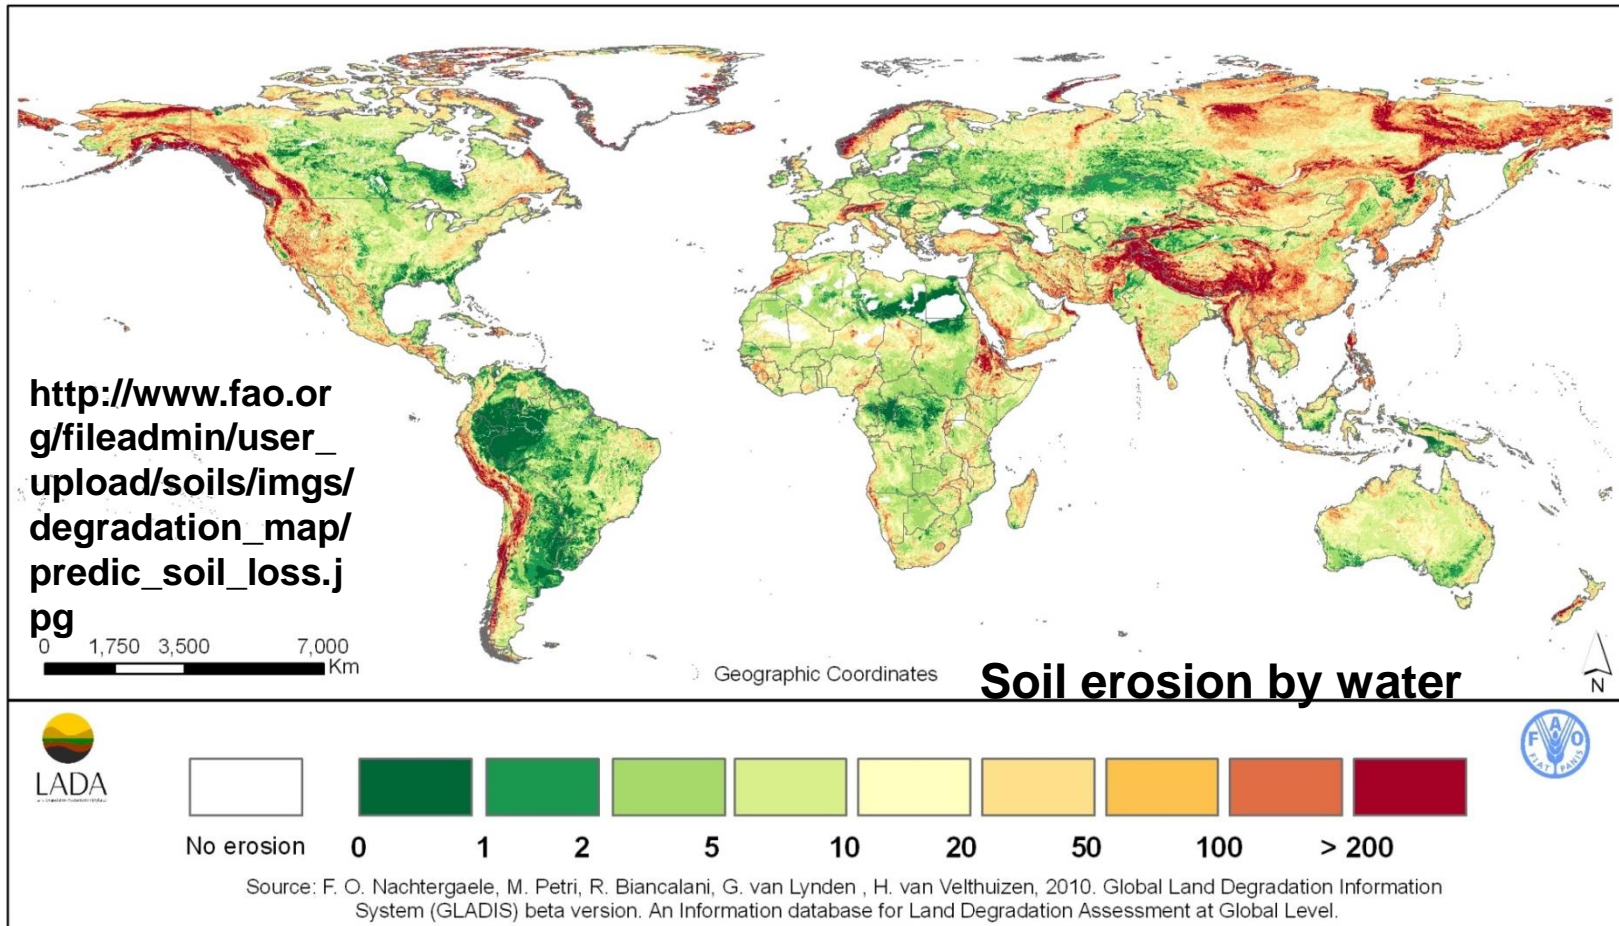 http://www.fao.or
g/fileadmin/user_
upload/soils/imgs/
degradation_map/
predic_soil_loss.j
pg
0 1,750 3,500 7,000
Km
Geographic Coordinates
Soil erosion by water
N
LADA
F A O
FIAT PANIS
No erosion 0 1 2 5 10 20 50 100 > 200
Source: F. O. Nachtergaele, M. Petri, R. Biancalani, G. van Lynden , H. van Velthuizen, 2010. Global Land Degradation Information
System (GLADIS) beta version. An Information database for Land Degradation Assessment at Global Level.